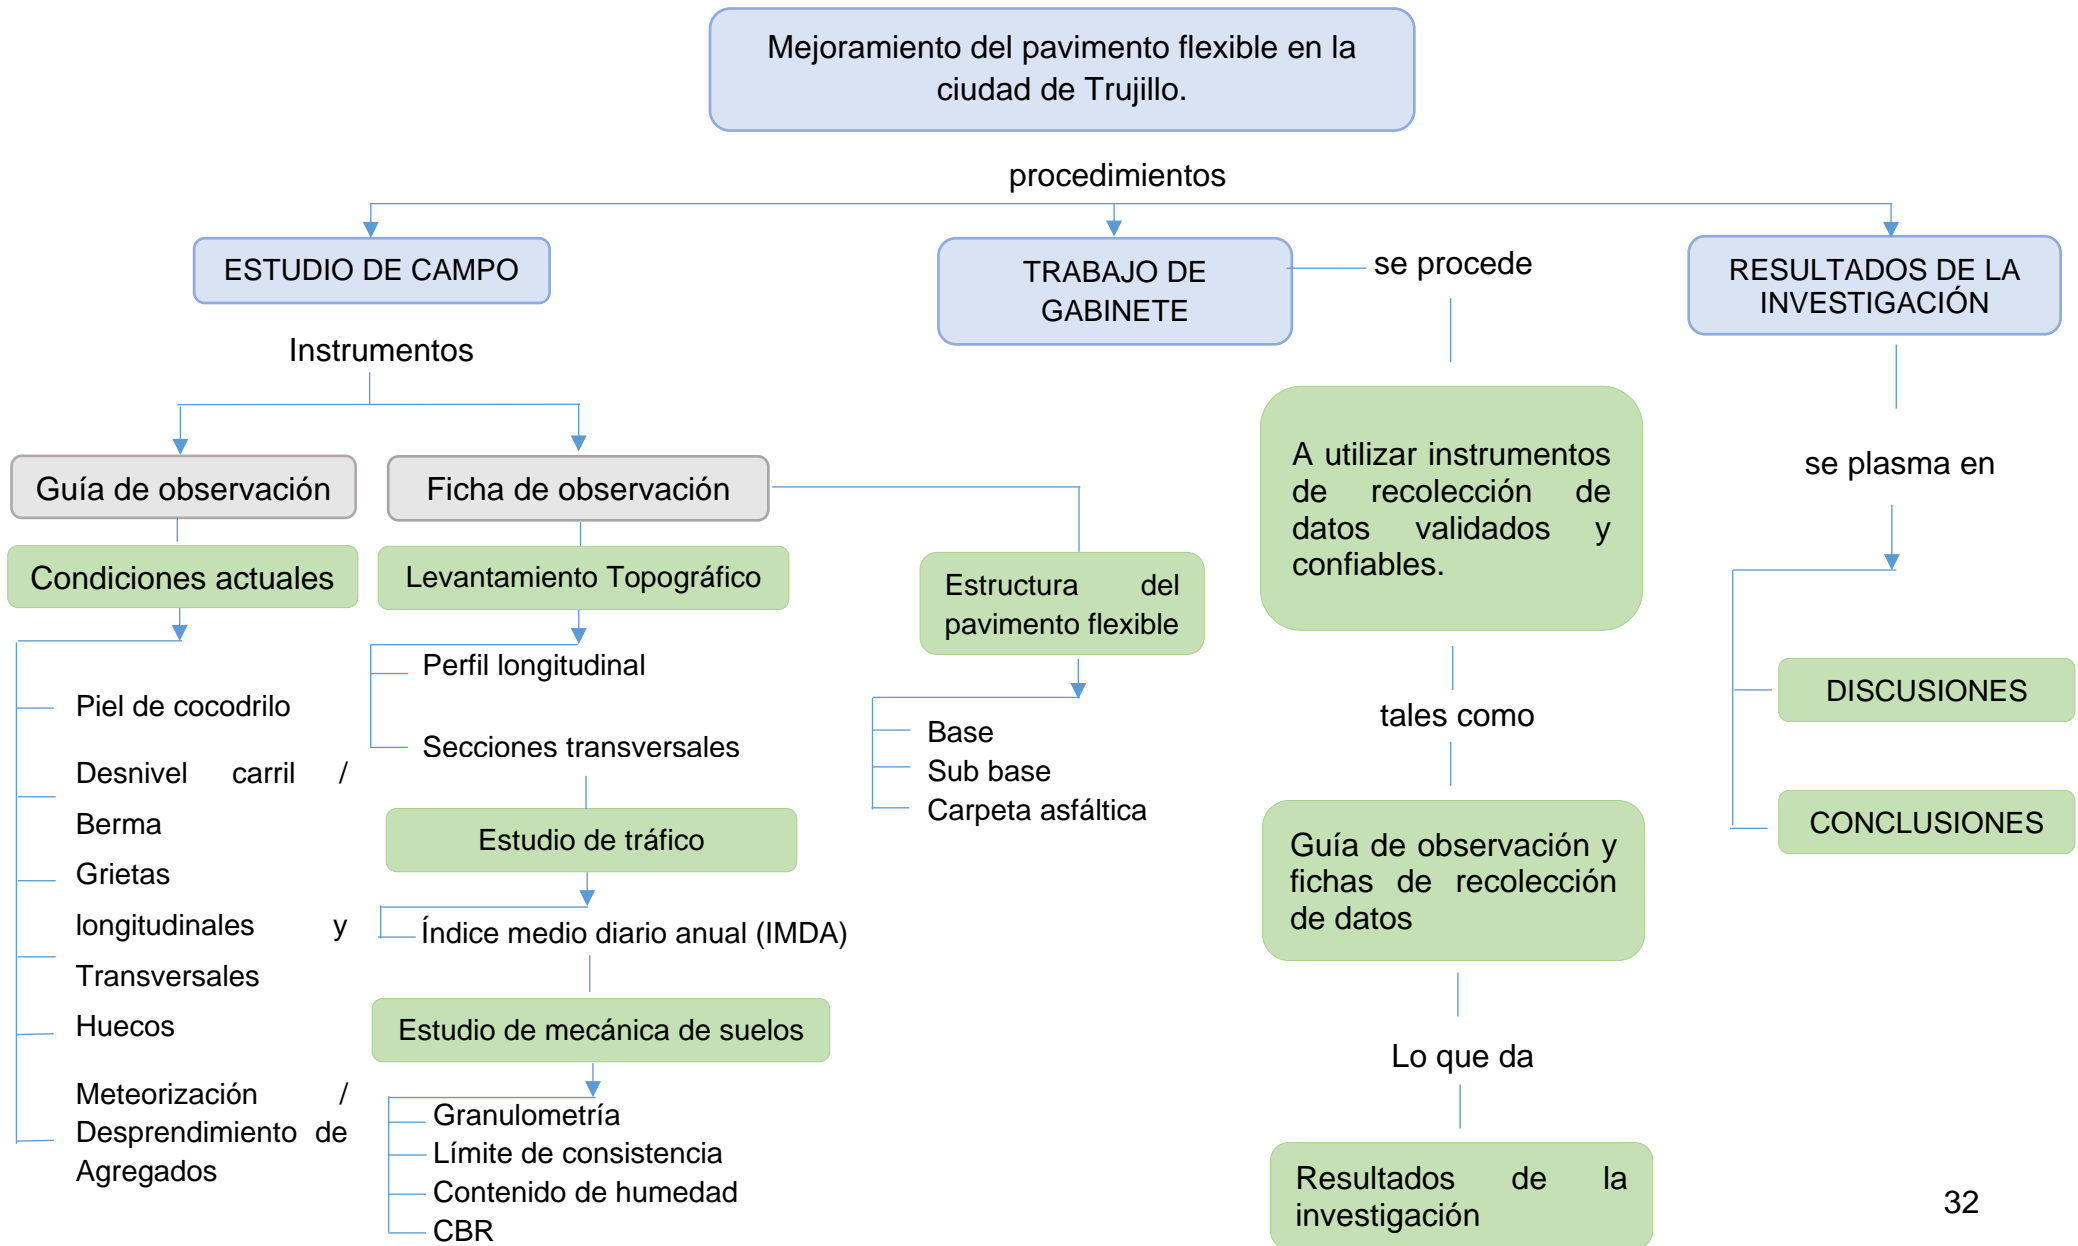 Mejoramiento del pavimento flexible en la
ciudad de Trujillo.
procedimientos
ESTUDIO DE CAMPO
Instrumentos
Guía de observación
Condiciones actuales
Piel de cocodrilo
Desnivel carril /
Berma
Grietas
longitudinales y
Transversales
Huecos
Meteorización /
Desprendimiento de
Agregados
Ficha de observación
Levantamiento Topográfico
Perfil longitudinal
Secciones transversales
Estudio de tráfico
Índice medio diario anual (IMDA)
Estudio de mecánica de suelos
Granulometría
Límite de consistencia
Contenido de humedad
CBR
Estructura del
pavimento flexible
Base
Sub base
Carpeta asfáltica
TRABAJO DE
GABINETE
se procede
A utilizar instrumentos
de recolección de
datos validados y
confiables.
tales como
Guía de observación y
fichas de recolección
de datos
Lo que da
Resultados de la
investigación
RESULTADOS DE LA
INVESTIGACIÓN
se plasma en
DISCUSIONES
CONCLUSIONES
32